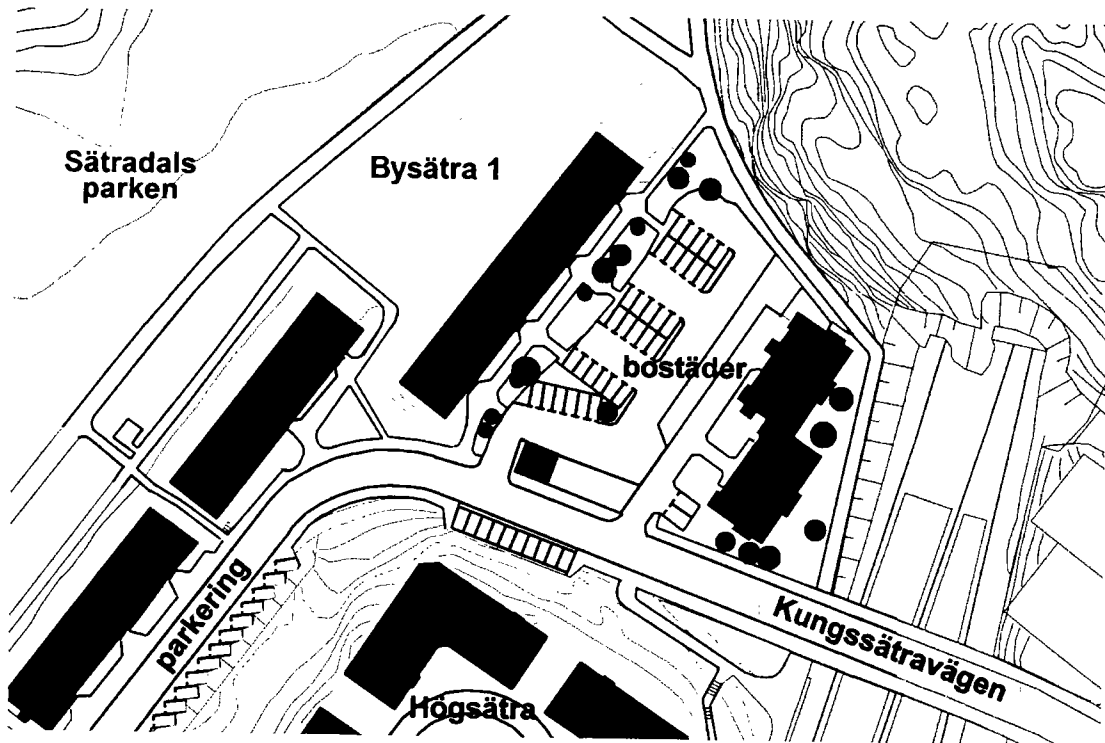 Sätradals
parken
Bysätra 1
bostäder
parkering
Kungssätravägen
Högsätra